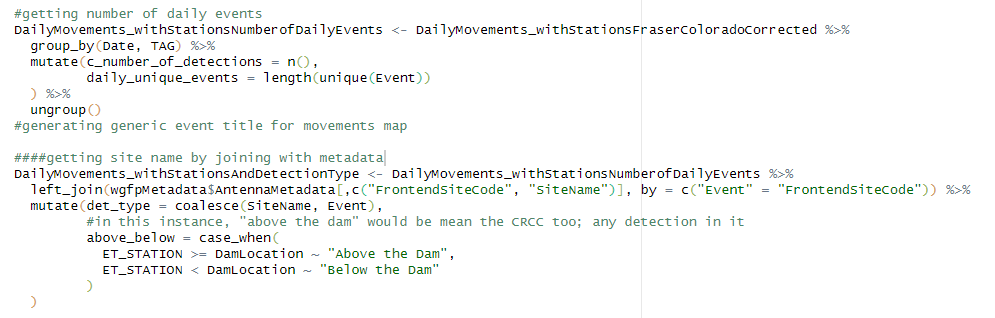 #getting number of daily events
DailyMovements_withStationsNumberofDailyEvents <- DailyMovements_withStationsFraserColoradoCorrected %>%
  group_by(Date, TAG) %>%
  mutate(c_number_of_detections = n(),
         daily_unique_events = length(unique(Event))
  ) %>%
  ungroup()
#generating generic event title for movements map

####getting site name by joining with metadata
DailyMovements_withStationsAndDetectionType <- DailyMovements_withStationsNumberofDailyEvents %>%
  left_join(wgfpMetadata$AntennaMetadata[,c("FrontendSiteCode", "SiteName")], by = c("Event" = "FrontendSiteCode")) %>%
  mutate(det_type = coalesce(SiteName, Event),
         #in this instance, "above the dam" would be mean the CRCC too; any detection in it
         above_below = case_when(
           ET_STATION >= DamLocation ~ "Above the Dam",
           ET_STATION < DamLocation ~ "Below the Dam"
         )
  )